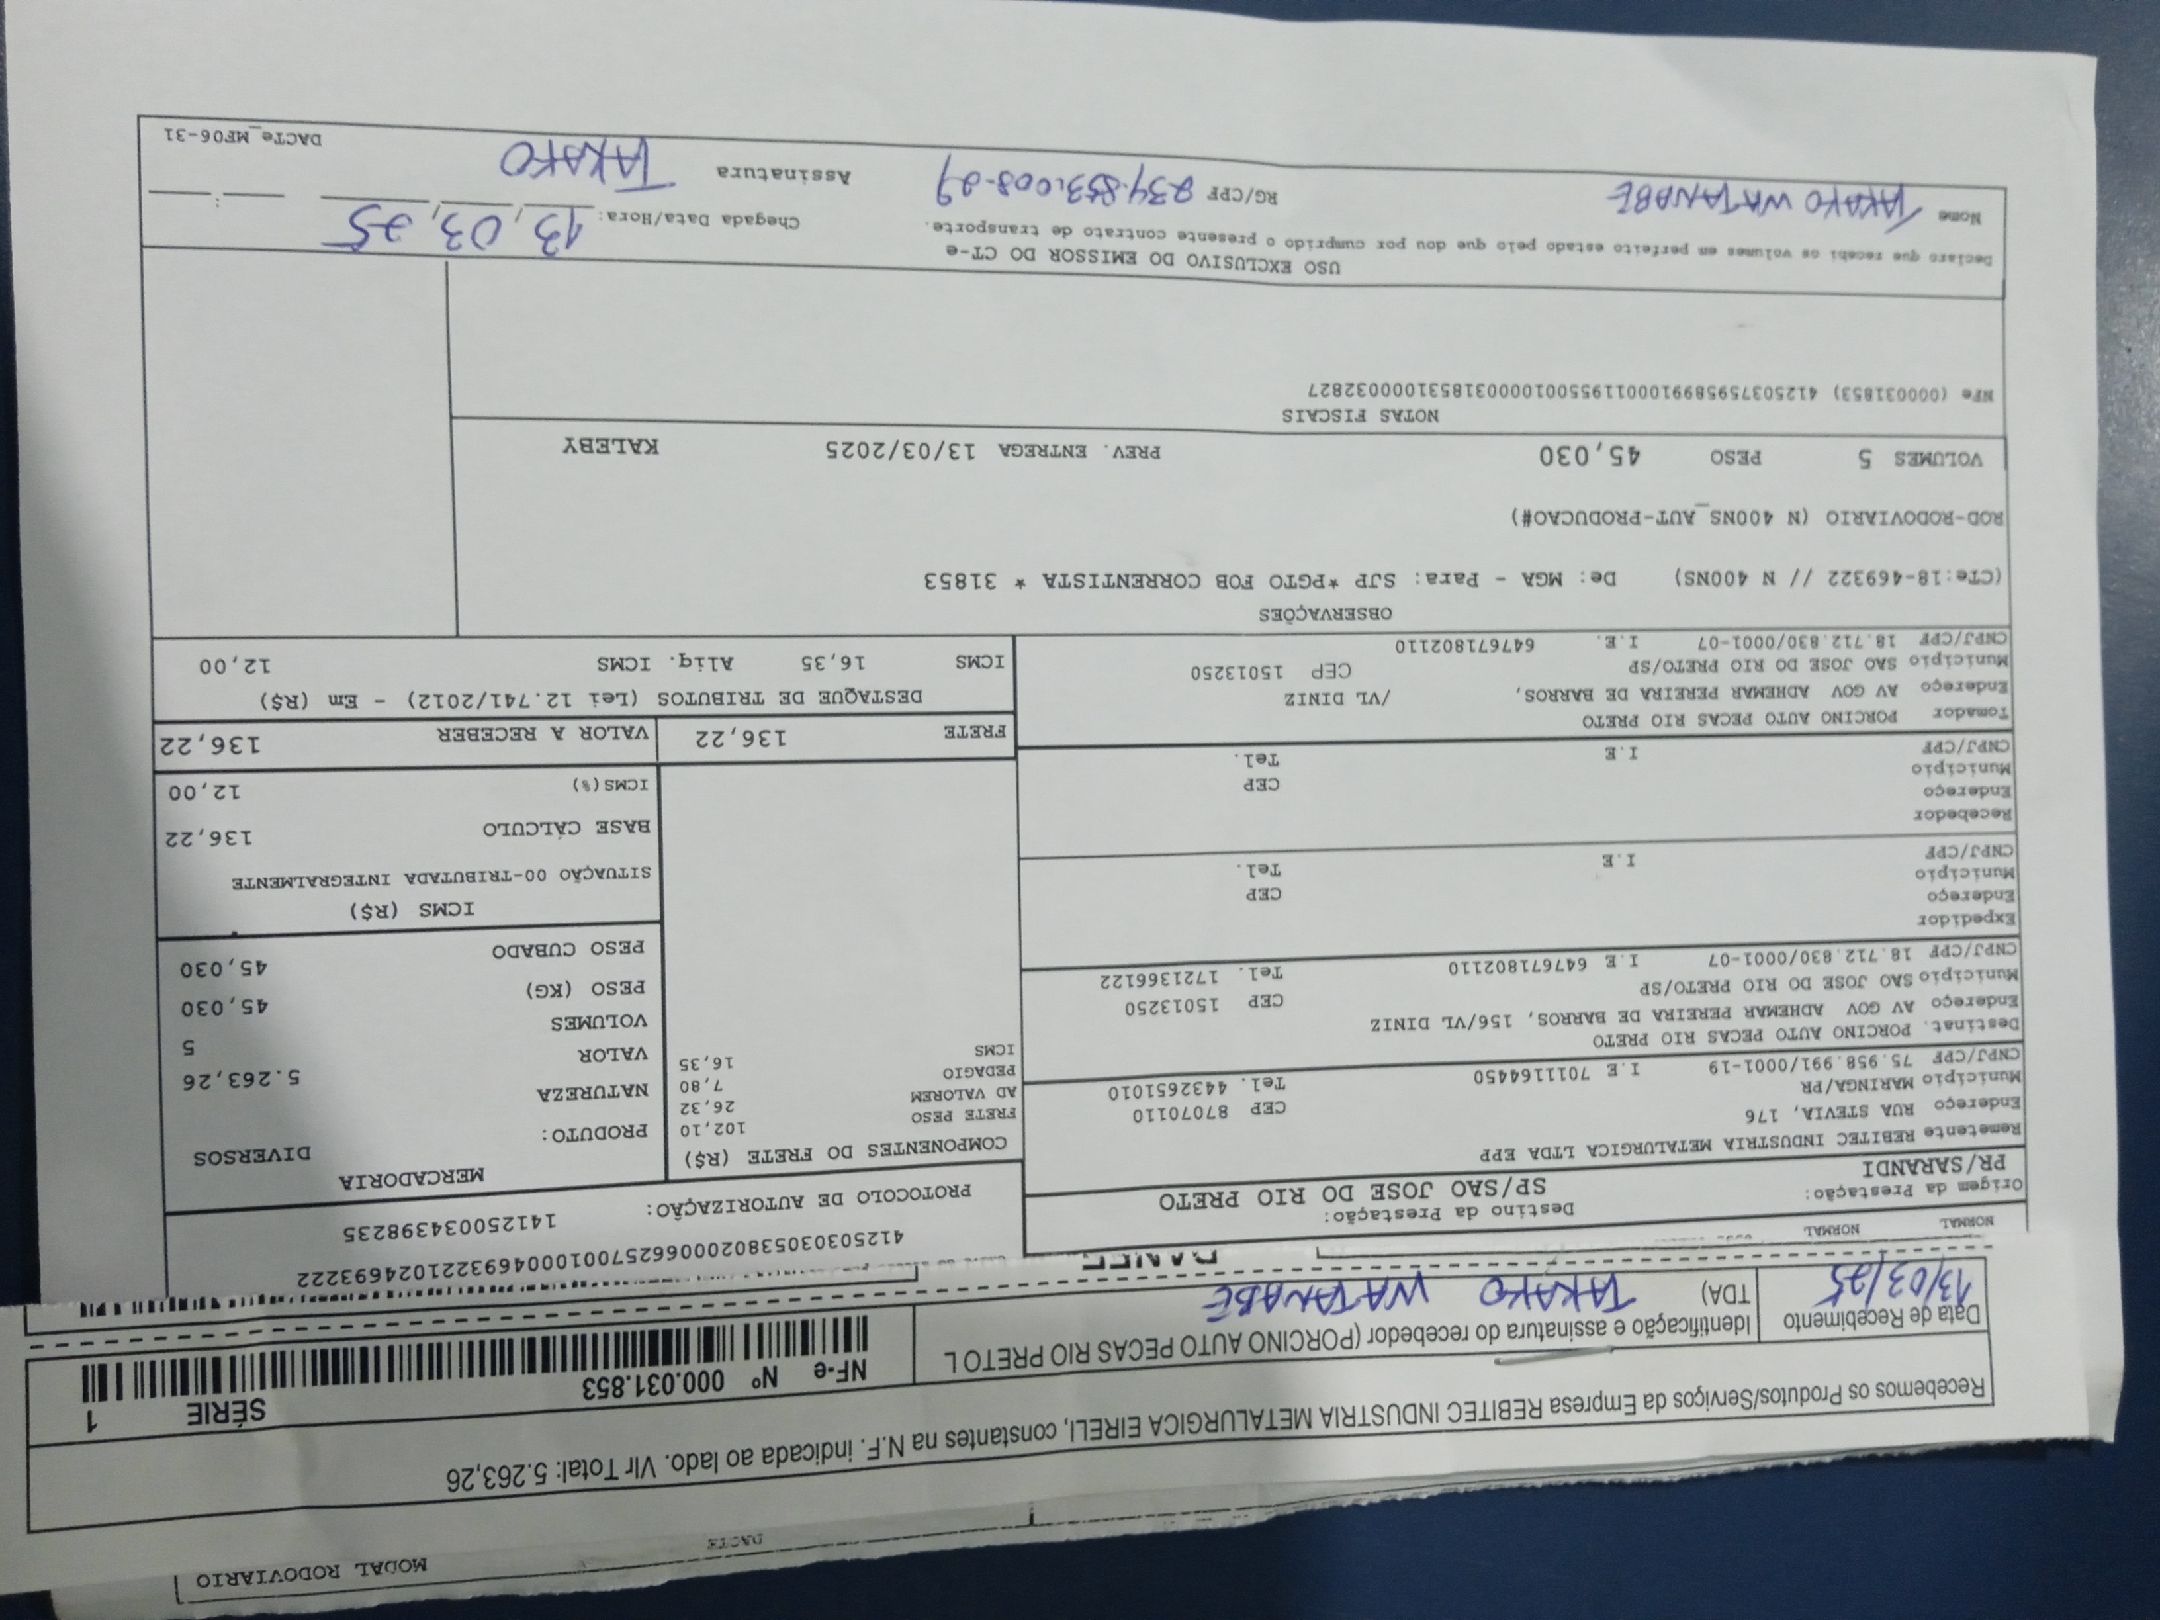 MODAL RODOVIARIO
DACTE
Recebemos os Produtos/Serviços da Empresa REBITEC INDUSTRIA METALURGICA EIRELI, constantes na N.F. indicada ao lado. Vlr Total: 5.263,26
NF-e Nº 000.031.853 SÉRIE 1
Data de Recebimento
13/03/25
Identificação e assinatura do recebedor (PORCINO AUTO PECAS RIO PRETO L
TDA) TAKAKO WATANABE
NORMAL NORMAL
41250303053802000662570010004693221024693222
PROTOCOLO DE AUTORIZAÇÃO: 141250034398235
Origem da Prestação: Destino da Prestação:
PR/SARANDI SP/SAO JOSE DO RIO PRETO
Remetente REBITEC INDUSTRIA METALURGICA LTDA EPP
Endereço RUA STEVIA, 176 CEP 87070110
Município MARINGA/PR Tel. 4432651010
CNPJ/CPF 75.958.991/0001-19 I.E 7011164450
Destinat. PORCINO AUTO PECAS RIO PRETO
Endereço AV GOV ADHEMAR PEREIRA DE BARROS, 156/VL DINIZ
Município SAO JOSE DO RIO PRETO/SP CEP 15013250
CNPJ/CPF 18.712.830/0001-07 I.E 647671802110 Tel. 1721366122
Expedidor
Endereço
Município CEP
CNPJ/CPF I.E Tel.
Recebedor
Endereço
Município CEP
CNPJ/CPF I.E Tel.
Tomador PORCINO AUTO PECAS RIO PRETO
Endereço AV GOV ADHEMAR PEREIRA DE BARROS, /VL DINIZ
Município SAO JOSE DO RIO PRETO/SP CEP 15013250
CNPJ/CPF 18.712.830/0001-07 I.E. 647671802110
COMPONENTES DO FRETE (R$)
FRETE PESO 102,10
AD VALOREM 26,32
PEDAGIO 7,80
ICMS 16,35
MERCADORIA
PRODUTO: DIVERSOS
NATUREZA
VALOR 5.263,26
VOLUMES 5
PESO (KG) 45,030
PESO CUBADO 45,030
ICMS (R$)
SITUAÇÃO 00-TRIBUTADA INTEGRALMENTE
BASE CÁLCULO 136,22
ICMS(%) 12,00
FRETE 136,22 VALOR A RECEBER 136,22
DESTAQUE DE TRIBUTOS (Lei 12.741/2012) - Em (R$)
ICMS 16,35 Aliq. ICMS 12,00
OBSERVAÇÕES
(CTe:18-469322 // N 400NS) De: MGA - Para: SJP *PGTO FOB CORRENTISTA * 31853
ROD-RODOVIARIO (N 400NS_AUT-PRODUCAO#)
VOLUMES 5 PESO 45,030 PREV. ENTREGA 13/03/2025 KALEBY
NOTAS FISCAIS
NFe (000031853) 41250375958991000119550010000318531000032827
USO EXCLUSIVO DO EMISSOR DO CT-e
Declaro que recebi os volumes em perfeito estado pelo que dou por cumprido o presente contrato de transporte.
Chegada Data/Hora: 13/03/25 :
Nome TAKAKO WATANABE RG/CPF 234.853.008-29 Assinatura TAKAKO
DACTe_MF06-31